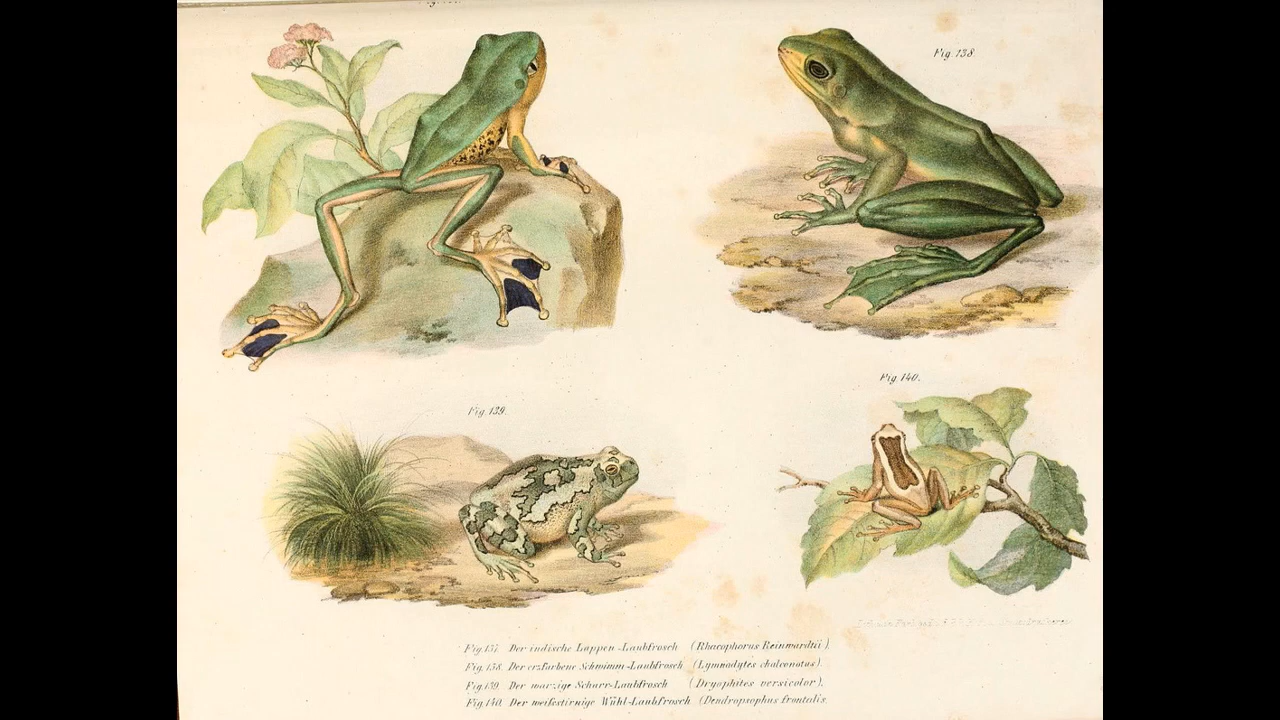 Fig. 138.
Fig. 139.
Fig. 140.
Fig. 137. Der indische Lappen-Laubfrosch (Rhacophorus Reinwardtii).
Fig. 138. Der erzfarbene Schwimm-Laubfrosch (Lymnodytes chalconotus).
Fig. 139. Der warzige Scharr-Laubfrosch (Dryophites versicolor).
Fig. 140. Der weifsstirnige Wühl-Laubfrosch (Dendropsophus frontalis.